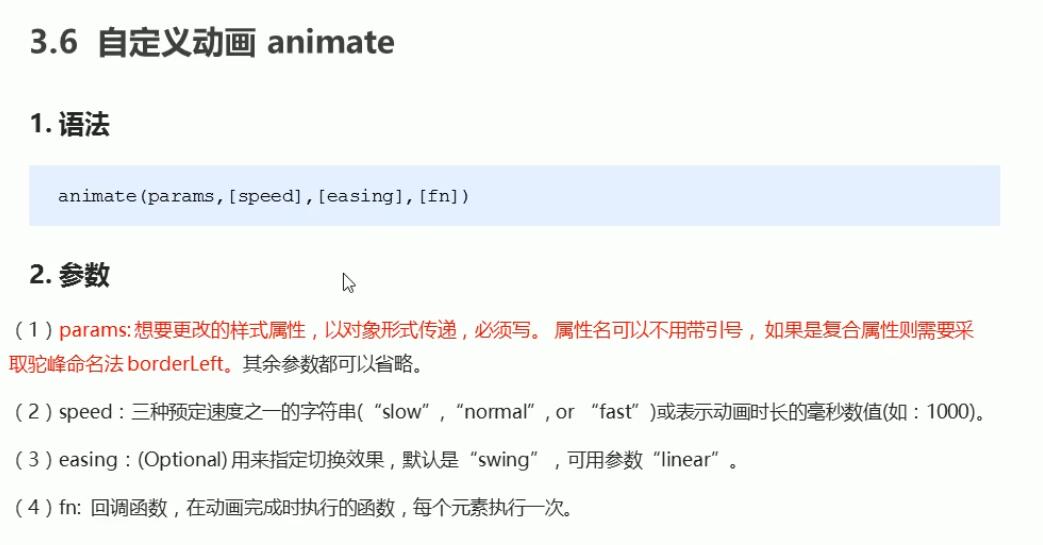 3.6 自定义动画 animate
1. 语法
animate(params,[speed],[easing],[fn])
2. 参数
（1）params: 想要更改的样式属性，以对象形式传递，必须写。 属性名可以不用带引号， 如果是复合属性则需要采
取驼峰命名法 borderLeft。其余参数都可以省略。
（2）speed：三种预定速度之一的字符串(“slow”,“normal”, or “fast”)或表示动画时长的毫秒数值(如：1000)。
（3）easing：(Optional) 用来指定切换效果，默认是“swing”，可用参数“linear”。
（4）fn: 回调函数，在动画完成时执行的函数，每个元素执行一次。